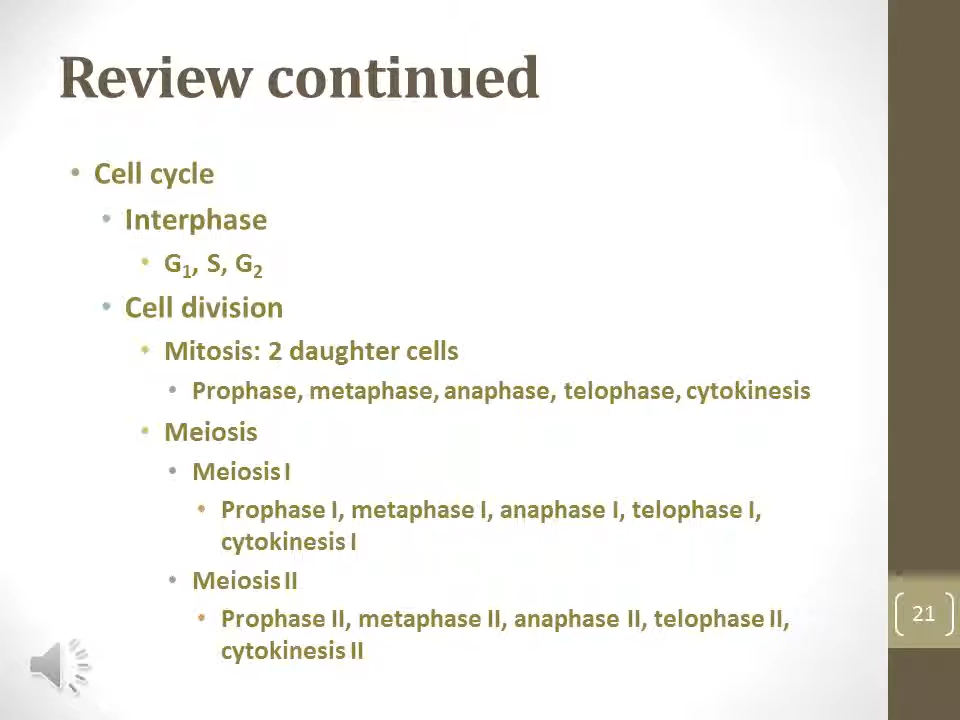 Review continued
• Cell cycle
• Interphase
• G₁, S, G₂
• Cell division
• Mitosis: 2 daughter cells
• Prophase, metaphase, anaphase, telophase, cytokinesis
• Meiosis
• Meiosis I
• Prophase I, metaphase I, anaphase I, telophase I,
cytokinesis I
• Meiosis II
• Prophase II, metaphase II, anaphase II, telophase II,
cytokinesis II
21